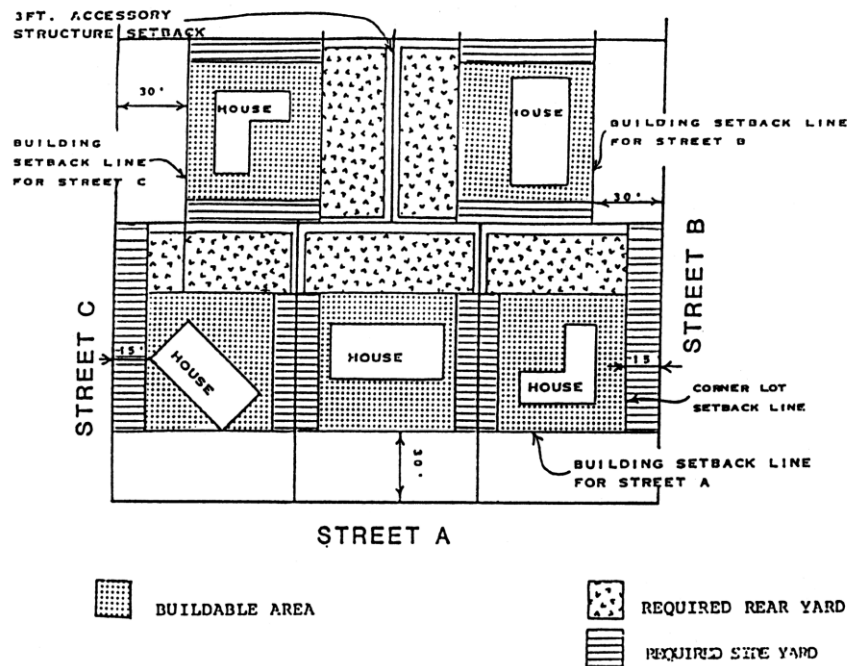 3FT. ACCESSORY
STRUCTURE SETBACK
30'
HOUSE
HOUSE
BUILDING SETBACK LINE
FOR STREET B
BUILDING
SETBACK LINE
FOR STREET C
30'
STREET C
STREET B
15'
HOUSE
HOUSE
HOUSE
15
CORNER LOT
SETBACK LINE
30'
BUILDING SETBACK LINE
FOR STREET A
STREET A
BUILDABLE AREA
REQUIRED REAR YARD
REQUIRED SIDE YARD